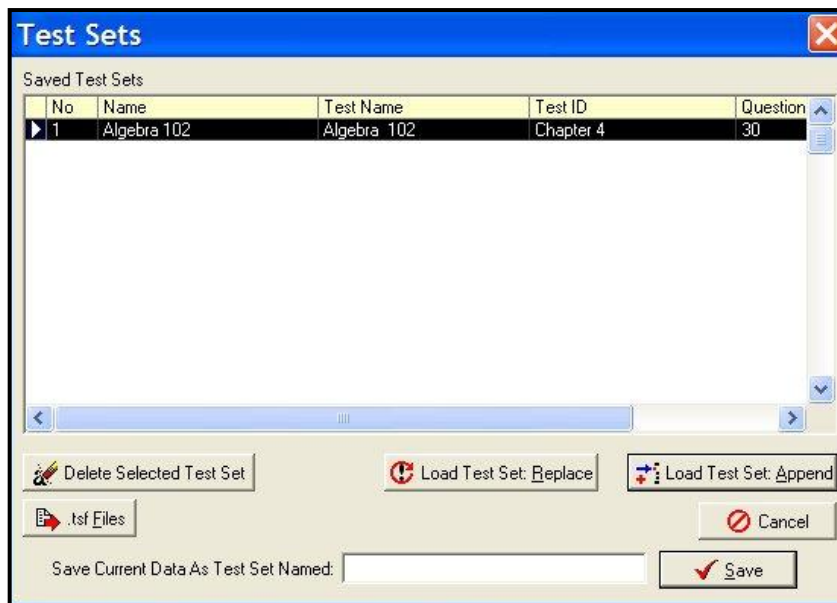 Test Sets
Saved Test Sets
No Name Test Name Test ID Question
1 Algebra 102 Algebra 102 Chapter 4 30
Delete Selected Test Set Load Test Set: Replace Load Test Set: Append
.tsf Files Cancel
Save Current Data As Test Set Named: Save